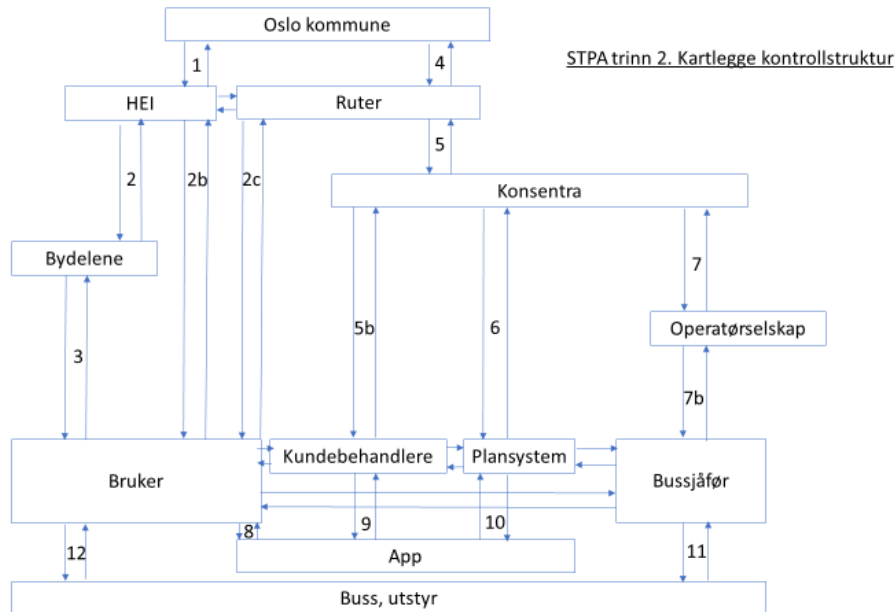 Oslo kommune
STPA trinn 2. Kartlegge kontrollstruktur
1
4
HEI
Ruter
5
2
2b
2c
Konsentra
Bydelene
7
3
5b
6
Operatørselskap
7b
Bruker
Kundebehandlere
Plansystem
Bussjåfør
8
9
10
12
App
11
Buss, utstyr